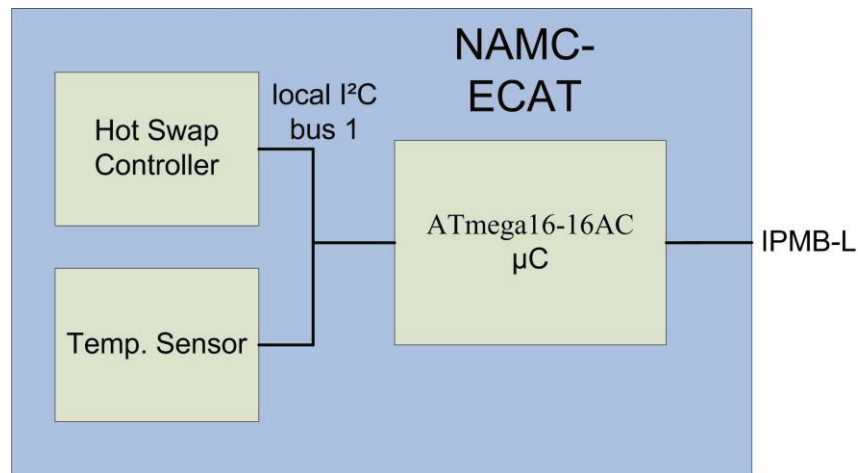 NAMC-
ECAT
Hot Swap
Controller
local I²C
bus 1
ATmega16-16AC
µC
IPMB-L
Temp. Sensor